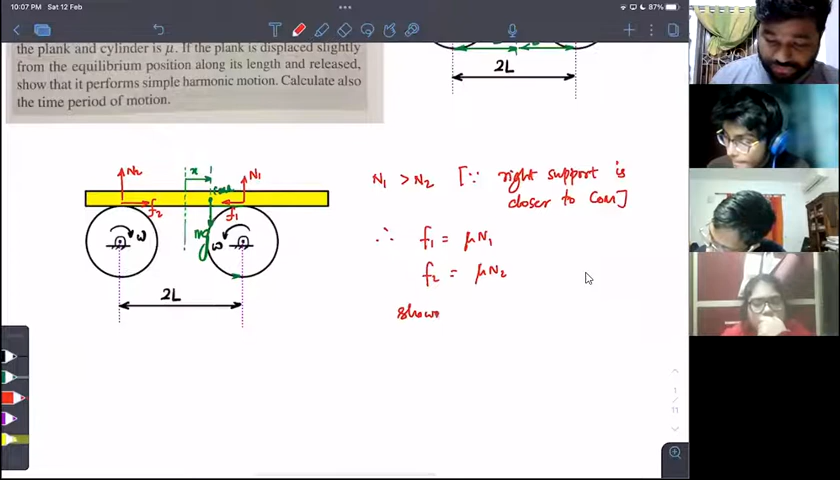 10:07 PM Sat 12 Feb
87%
the plank and cylinder is μ. If the plank is displaced slightly
from the equilibrium position along its length and released,
show that it performs simple harmonic motion. Calculate also
the time period of motion.
2L
N2
x
N1
com
f2
f1
mg
ω
ω
2L
N1 > N2 [∵ right support is
closer to Com]
∴ f1 = μN1
f2 = μN2
show
1
/
11